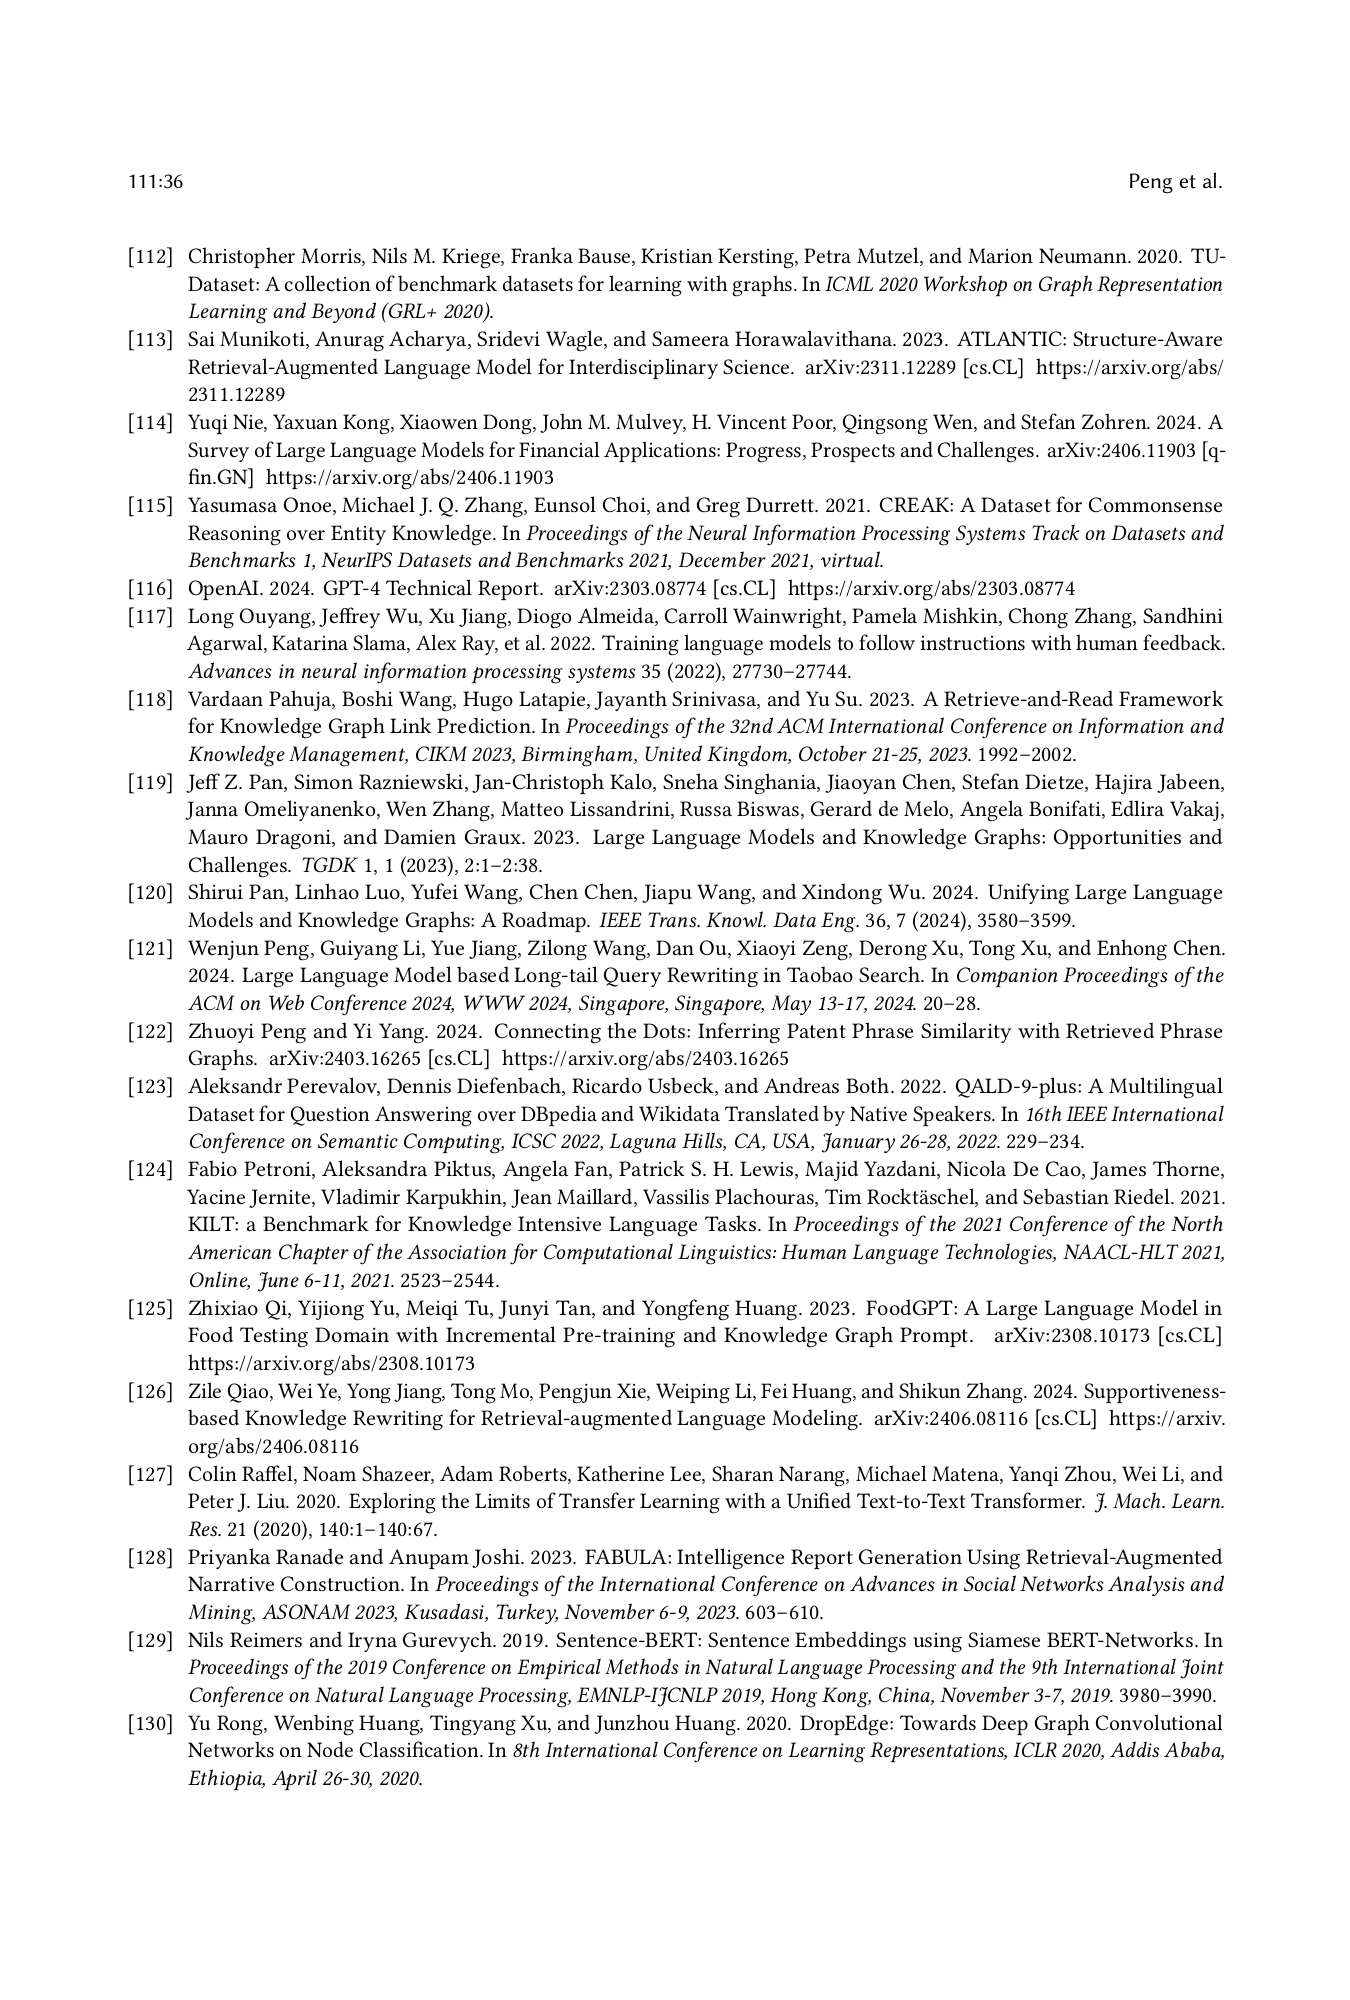 111:36 Peng et al.
[112] Christopher Morris, Nils M. Kriege, Franka Bause, Kristian Kersting, Petra Mutzel, and Marion Neumann. 2020. TU-
Dataset: A collection of benchmark datasets for learning with graphs. In ICML 2020 Workshop on Graph Representation
Learning and Beyond (GRL+ 2020).
[113] Sai Munikoti, Anurag Acharya, Sridevi Wagle, and Sameera Horawalavithana. 2023. ATLANTIC: Structure-Aware
Retrieval-Augmented Language Model for Interdisciplinary Science. arXiv:2311.12289 [cs.CL] https://arxiv.org/abs/
2311.12289
[114] Yuqi Nie, Yaxuan Kong, Xiaowen Dong, John M. Mulvey, H. Vincent Poor, Qingsong Wen, and Stefan Zohren. 2024. A
Survey of Large Language Models for Financial Applications: Progress, Prospects and Challenges. arXiv:2406.11903 [q-
fin.GN] https://arxiv.org/abs/2406.11903
[115] Yasumasa Onoe, Michael J. Q. Zhang, Eunsol Choi, and Greg Durrett. 2021. CREAK: A Dataset for Commonsense
Reasoning over Entity Knowledge. In Proceedings of the Neural Information Processing Systems Track on Datasets and
Benchmarks 1, NeurIPS Datasets and Benchmarks 2021, December 2021, virtual.
[116] OpenAI. 2024. GPT-4 Technical Report. arXiv:2303.08774 [cs.CL] https://arxiv.org/abs/2303.08774
[117] Long Ouyang, Jeffrey Wu, Xu Jiang, Diogo Almeida, Carroll Wainwright, Pamela Mishkin, Chong Zhang, Sandhini
Agarwal, Katarina Slama, Alex Ray, et al. 2022. Training language models to follow instructions with human feedback.
Advances in neural information processing systems 35 (2022), 27730–27744.
[118] Vardaan Pahuja, Boshi Wang, Hugo Latapie, Jayanth Srinivasa, and Yu Su. 2023. A Retrieve-and-Read Framework
for Knowledge Graph Link Prediction. In Proceedings of the 32nd ACM International Conference on Information and
Knowledge Management, CIKM 2023, Birmingham, United Kingdom, October 21-25, 2023. 1992–2002.
[119] Jeff Z. Pan, Simon Razniewski, Jan-Christoph Kalo, Sneha Singhania, Jiaoyan Chen, Stefan Dietze, Hajira Jabeen,
Janna Omeliyanenko, Wen Zhang, Matteo Lissandrini, Russa Biswas, Gerard de Melo, Angela Bonifati, Edlira Vakaj,
Mauro Dragoni, and Damien Graux. 2023. Large Language Models and Knowledge Graphs: Opportunities and
Challenges. TGDK 1, 1 (2023), 2:1–2:38.
[120] Shirui Pan, Linhao Luo, Yufei Wang, Chen Chen, Jiapu Wang, and Xindong Wu. 2024. Unifying Large Language
Models and Knowledge Graphs: A Roadmap. IEEE Trans. Knowl. Data Eng. 36, 7 (2024), 3580–3599.
[121] Wenjun Peng, Guiyang Li, Yue Jiang, Zilong Wang, Dan Ou, Xiaoyi Zeng, Derong Xu, Tong Xu, and Enhong Chen.
2024. Large Language Model based Long-tail Query Rewriting in Taobao Search. In Companion Proceedings of the
ACM on Web Conference 2024, WWW 2024, Singapore, Singapore, May 13-17, 2024. 20–28.
[122] Zhuoyi Peng and Yi Yang. 2024. Connecting the Dots: Inferring Patent Phrase Similarity with Retrieved Phrase
Graphs. arXiv:2403.16265 [cs.CL] https://arxiv.org/abs/2403.16265
[123] Aleksandr Perevalov, Dennis Diefenbach, Ricardo Usbeck, and Andreas Both. 2022. QALD-9-plus: A Multilingual
Dataset for Question Answering over DBpedia and Wikidata Translated by Native Speakers. In 16th IEEE International
Conference on Semantic Computing, ICSC 2022, Laguna Hills, CA, USA, January 26-28, 2022. 229–234.
[124] Fabio Petroni, Aleksandra Piktus, Angela Fan, Patrick S. H. Lewis, Majid Yazdani, Nicola De Cao, James Thorne,
Yacine Jernite, Vladimir Karpukhin, Jean Maillard, Vassilis Plachouras, Tim Rocktäschel, and Sebastian Riedel. 2021.
KILT: a Benchmark for Knowledge Intensive Language Tasks. In Proceedings of the 2021 Conference of the North
American Chapter of the Association for Computational Linguistics: Human Language Technologies, NAACL-HLT 2021,
Online, June 6-11, 2021. 2523–2544.
[125] Zhixiao Qi, Yijiong Yu, Meiqi Tu, Junyi Tan, and Yongfeng Huang. 2023. FoodGPT: A Large Language Model in
Food Testing Domain with Incremental Pre-training and Knowledge Graph Prompt. arXiv:2308.10173 [cs.CL]
https://arxiv.org/abs/2308.10173
[126] Zile Qiao, Wei Ye, Yong Jiang, Tong Mo, Pengjun Xie, Weiping Li, Fei Huang, and Shikun Zhang. 2024. Supportiveness-
based Knowledge Rewriting for Retrieval-augmented Language Modeling. arXiv:2406.08116 [cs.CL] https://arxiv.
org/abs/2406.08116
[127] Colin Raffel, Noam Shazeer, Adam Roberts, Katherine Lee, Sharan Narang, Michael Matena, Yanqi Zhou, Wei Li, and
Peter J. Liu. 2020. Exploring the Limits of Transfer Learning with a Unified Text-to-Text Transformer. J. Mach. Learn.
Res. 21 (2020), 140:1–140:67.
[128] Priyanka Ranade and Anupam Joshi. 2023. FABULA: Intelligence Report Generation Using Retrieval-Augmented
Narrative Construction. In Proceedings of the International Conference on Advances in Social Networks Analysis and
Mining, ASONAM 2023, Kusadasi, Turkey, November 6-9, 2023. 603–610.
[129] Nils Reimers and Iryna Gurevych. 2019. Sentence-BERT: Sentence Embeddings using Siamese BERT-Networks. In
Proceedings of the 2019 Conference on Empirical Methods in Natural Language Processing and the 9th International Joint
Conference on Natural Language Processing, EMNLP-IJCNLP 2019, Hong Kong, China, November 3-7, 2019. 3980–3990.
[130] Yu Rong, Wenbing Huang, Tingyang Xu, and Junzhou Huang. 2020. DropEdge: Towards Deep Graph Convolutional
Networks on Node Classification. In 8th International Conference on Learning Representations, ICLR 2020, Addis Ababa,
Ethiopia, April 26-30, 2020.